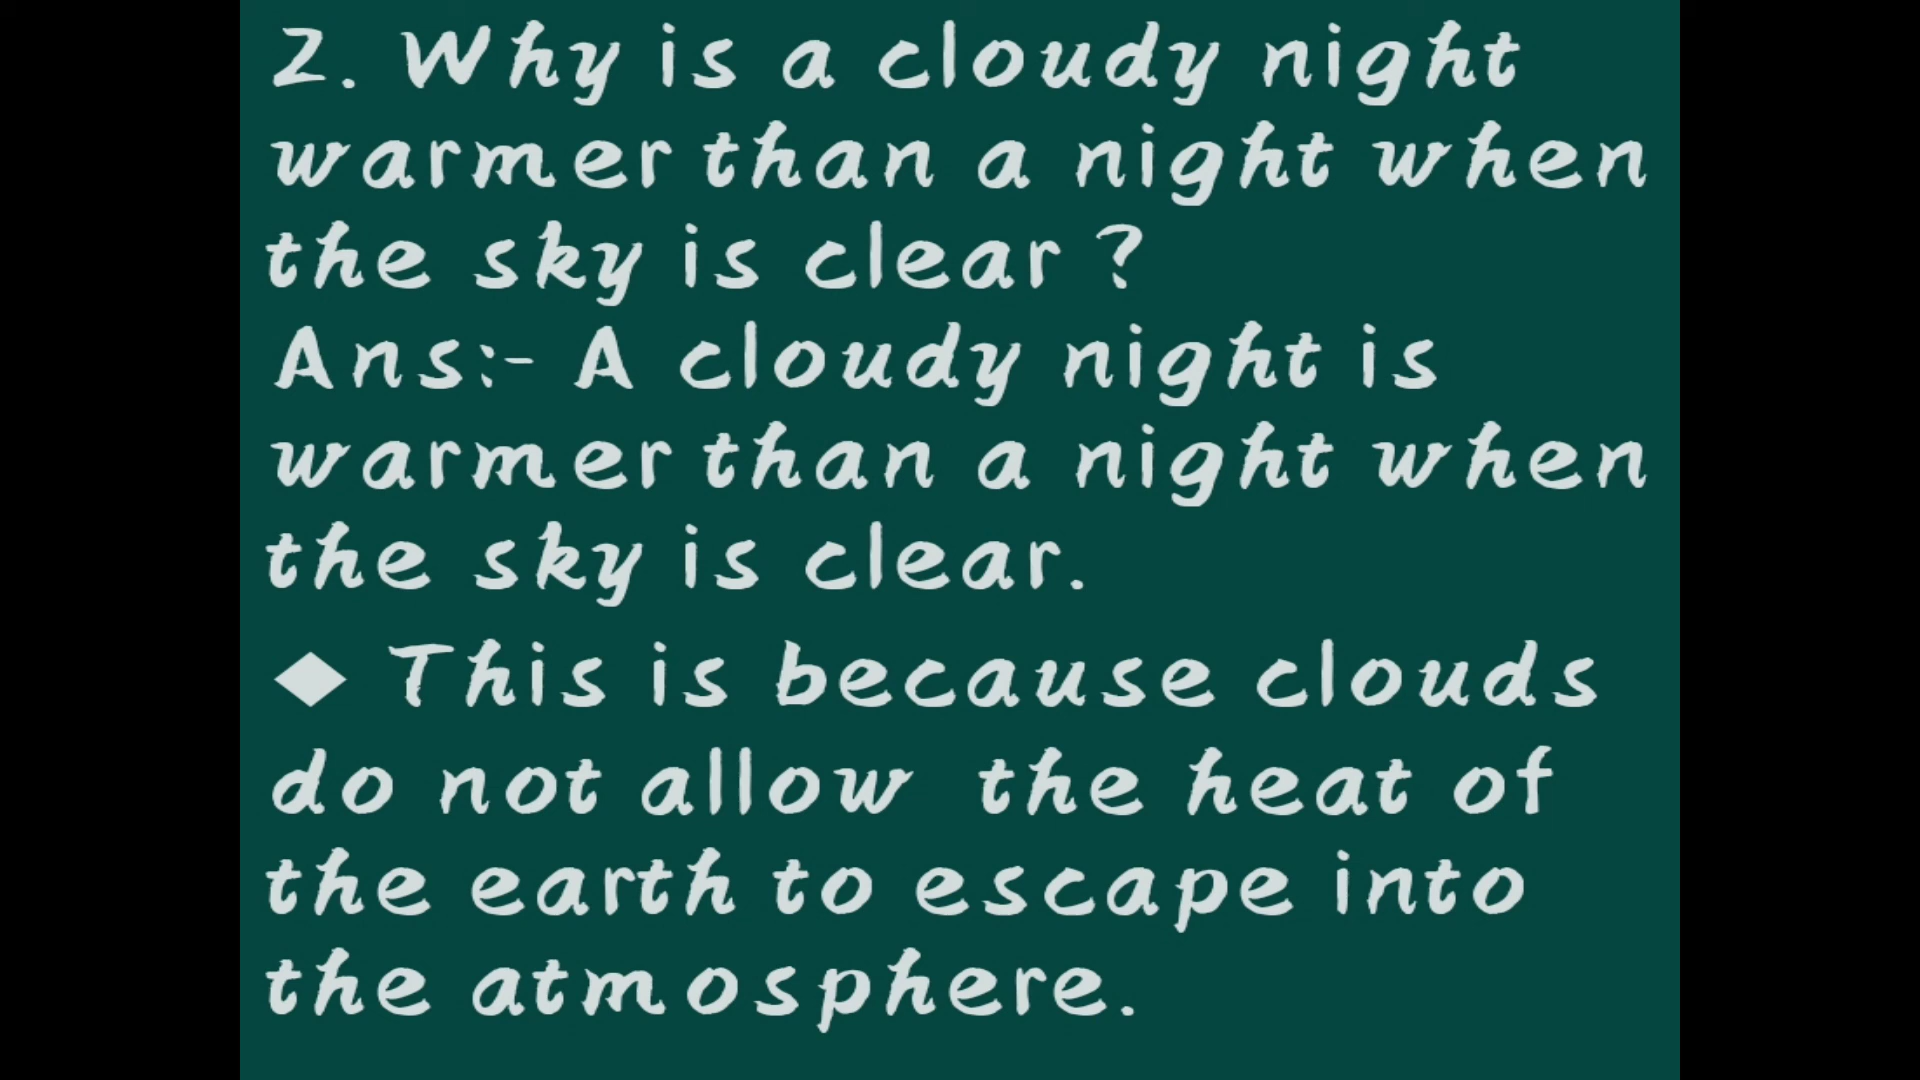 2. Why is a cloudy night
warmer than a night when
the sky is clear ?
Ans:- A cloudy night is
warmer than a night when
the sky is clear.
◆ This is because clouds
do not allow the heat of
the earth to escape into
the atmosphere.